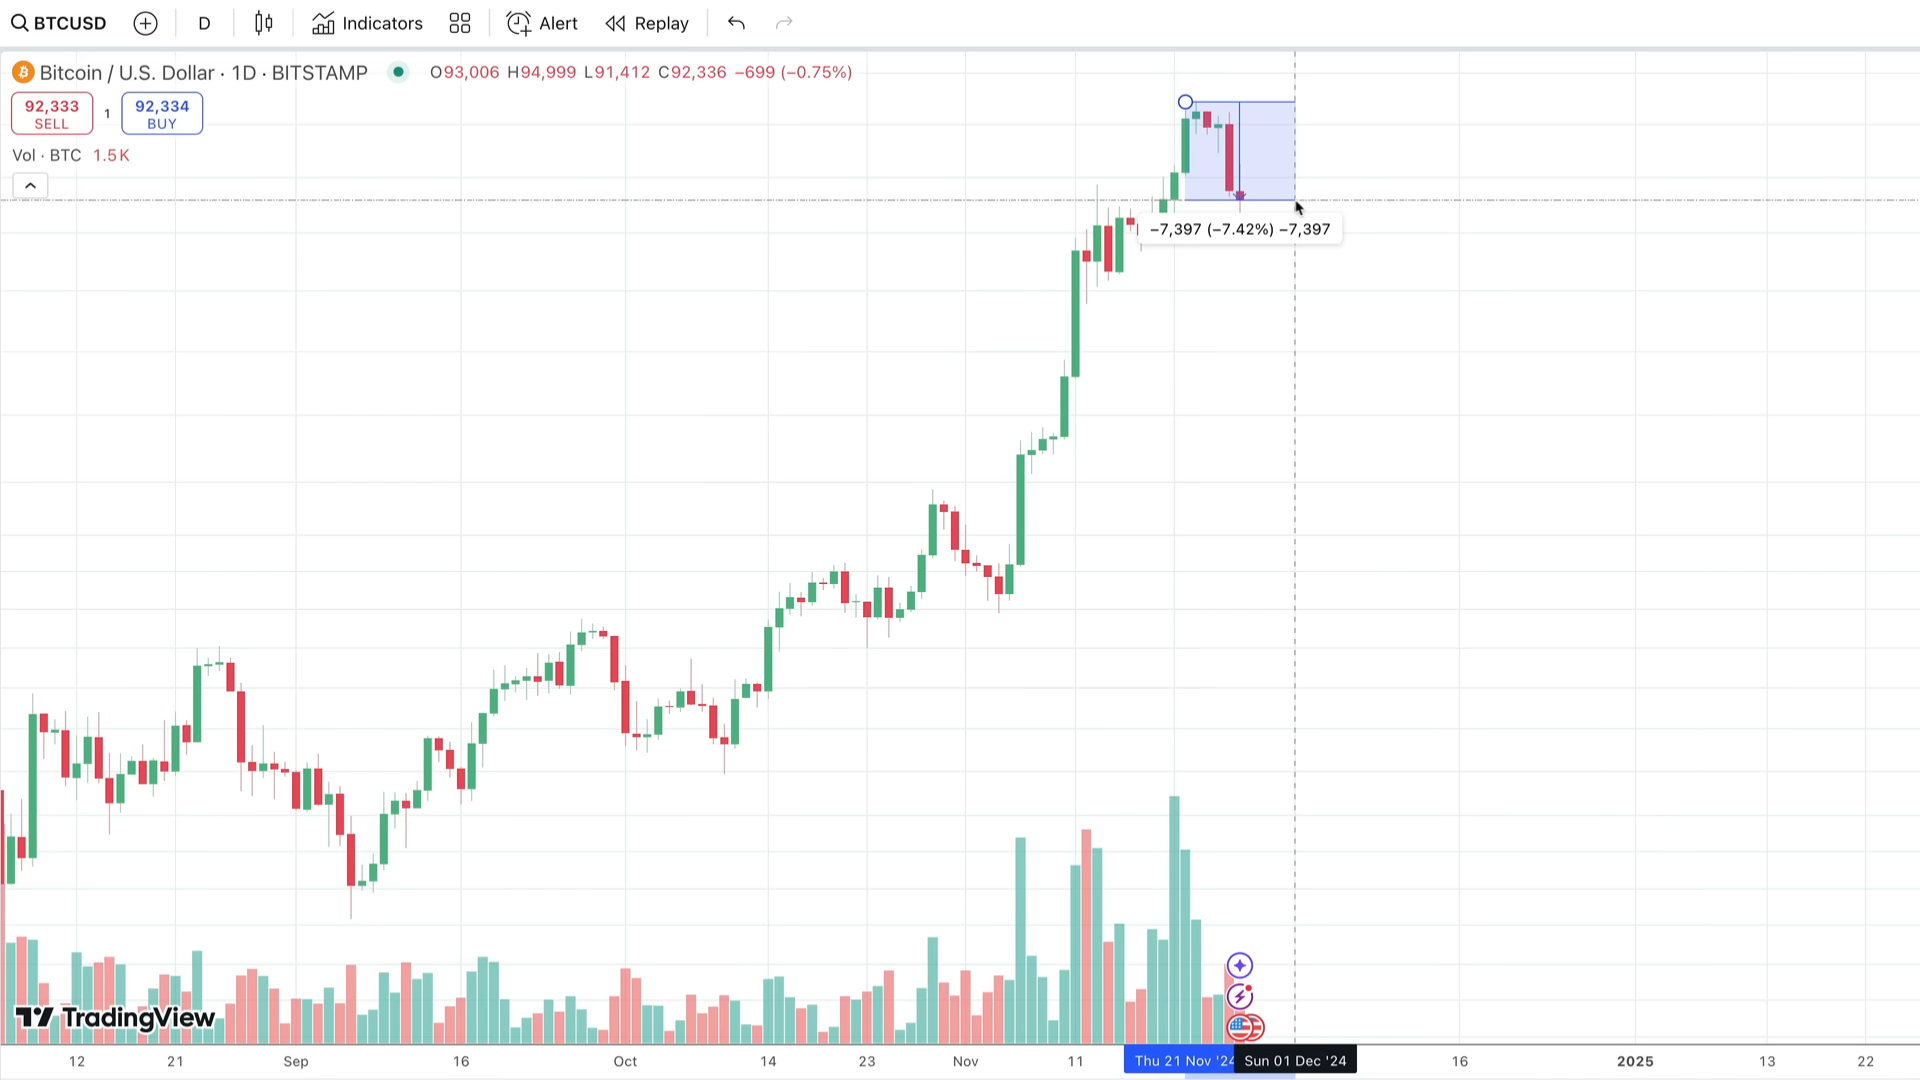 BTCUSD D Indicators Alert Replay
Bitcoin / U.S. Dollar · 1D · BITSTAMP O93,006 H94,999 L91,412 C92,336 −699 (−0.75%)
92,333 1 92,334
SELL BUY
Vol · BTC 1.5K
−7,397 (−7.42%) −7,397
TradingView
12 21 Sep 16 Oct 14 23 Nov 11 Thu 21 Nov '24 Sun 01 Dec '24 16 2025 13 22